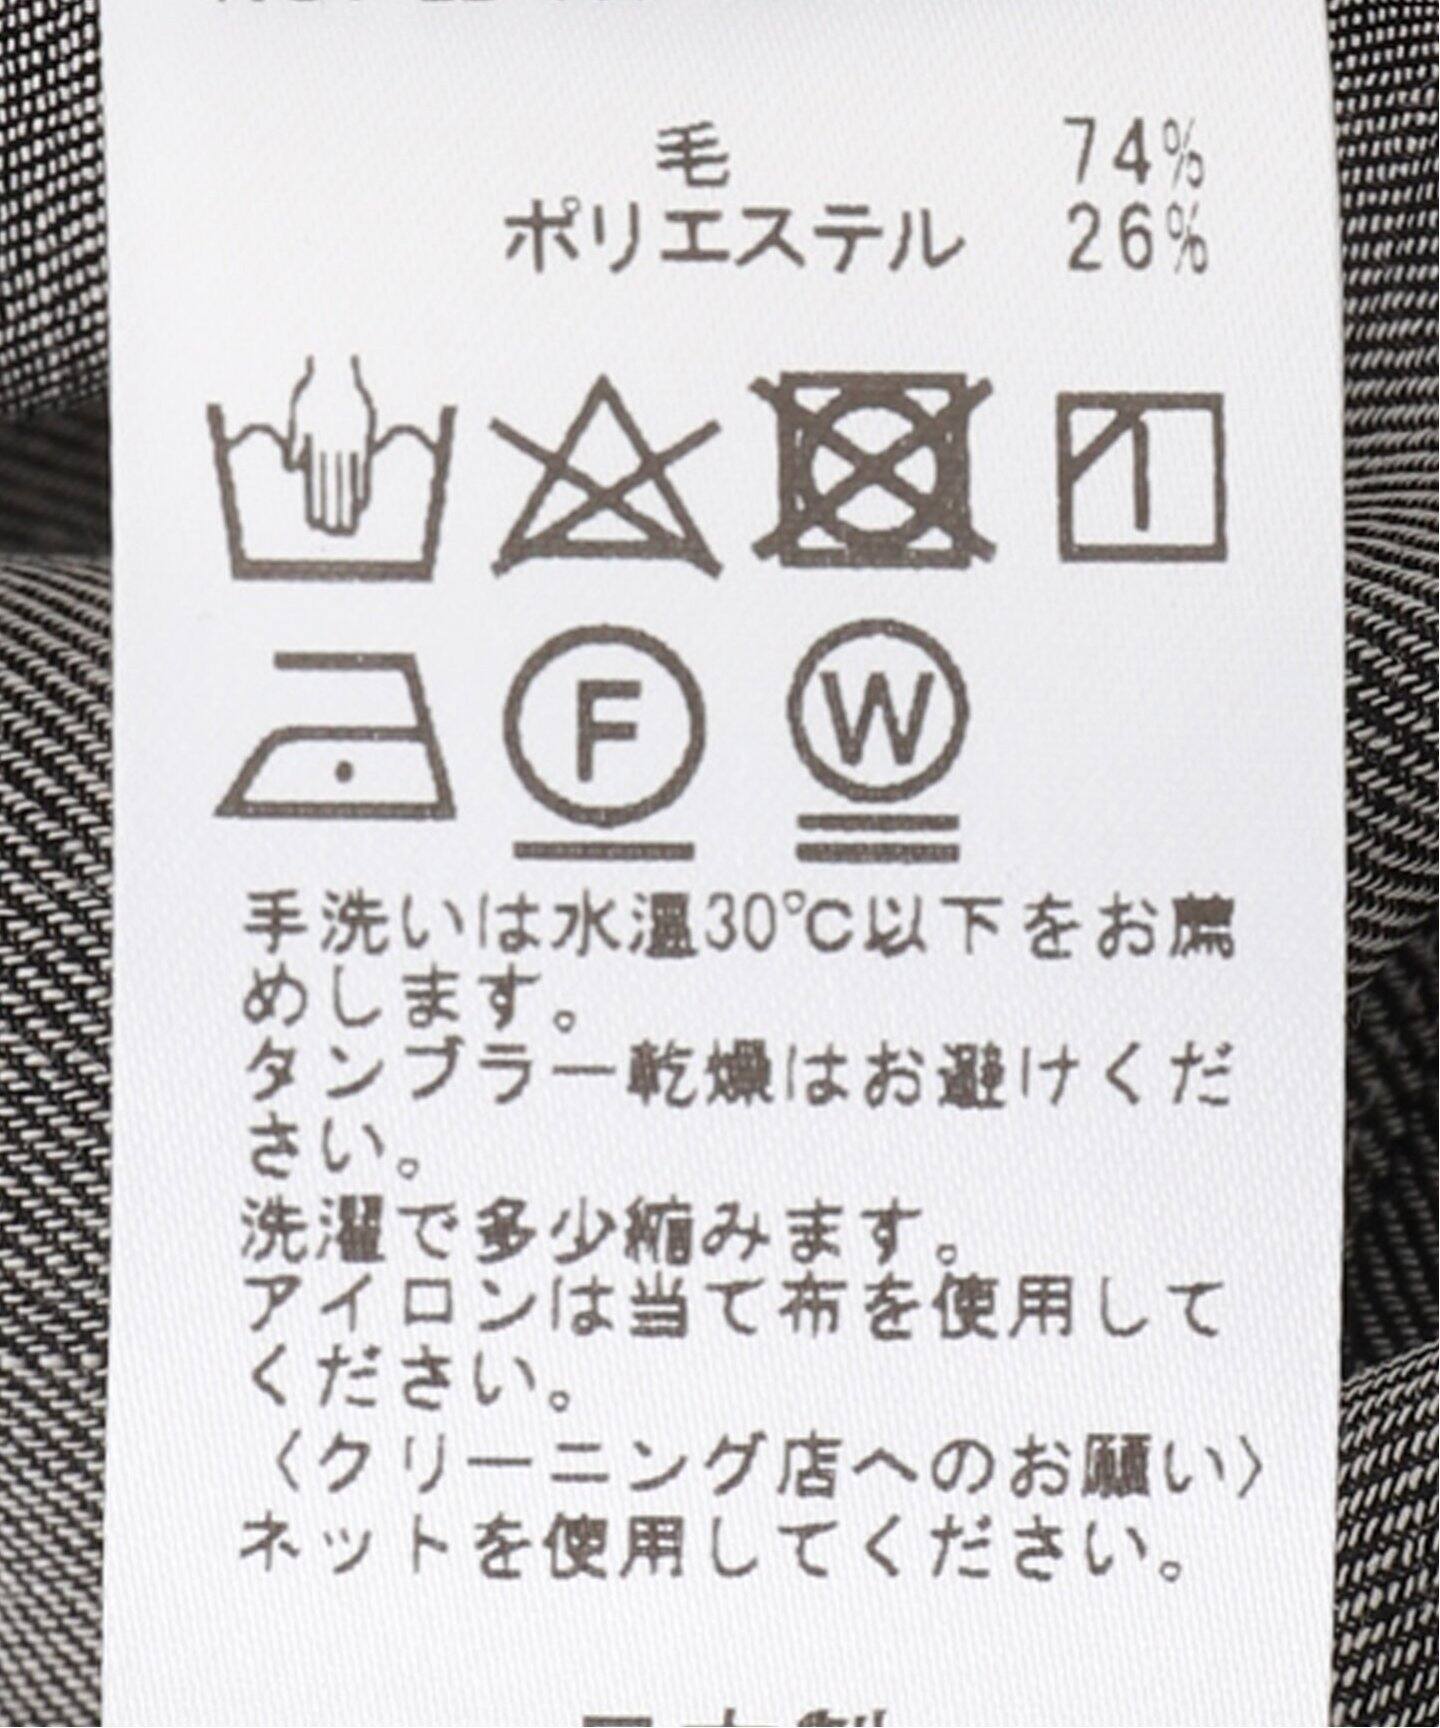 毛 74%
ポリエステル 26%
F W
手洗いは水温30℃以下をお薦
めします。
タンブラー乾燥はお避けくだ
さい。
洗濯で多少縮みます。
アイロンは当て布を使用して
ください。
〈クリーニング店へのお願い〉
ネットを使用してください。